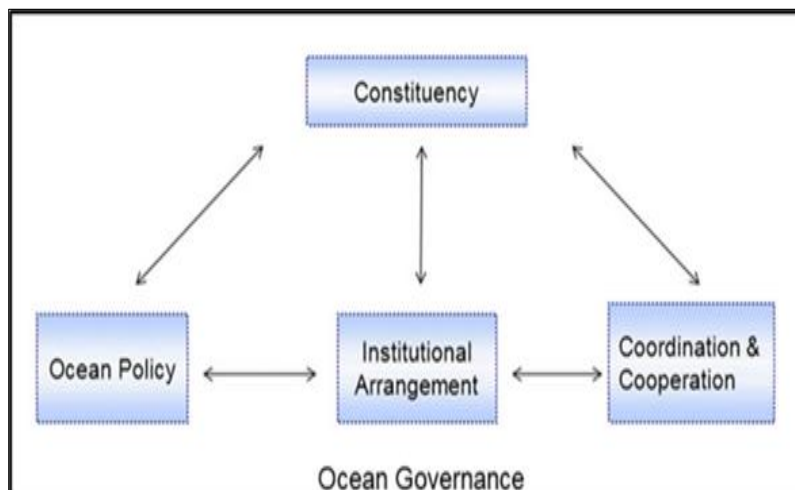 Constituency
Ocean Policy
Institutional
Arrangement
Coordination &
Cooperation
Ocean Governance